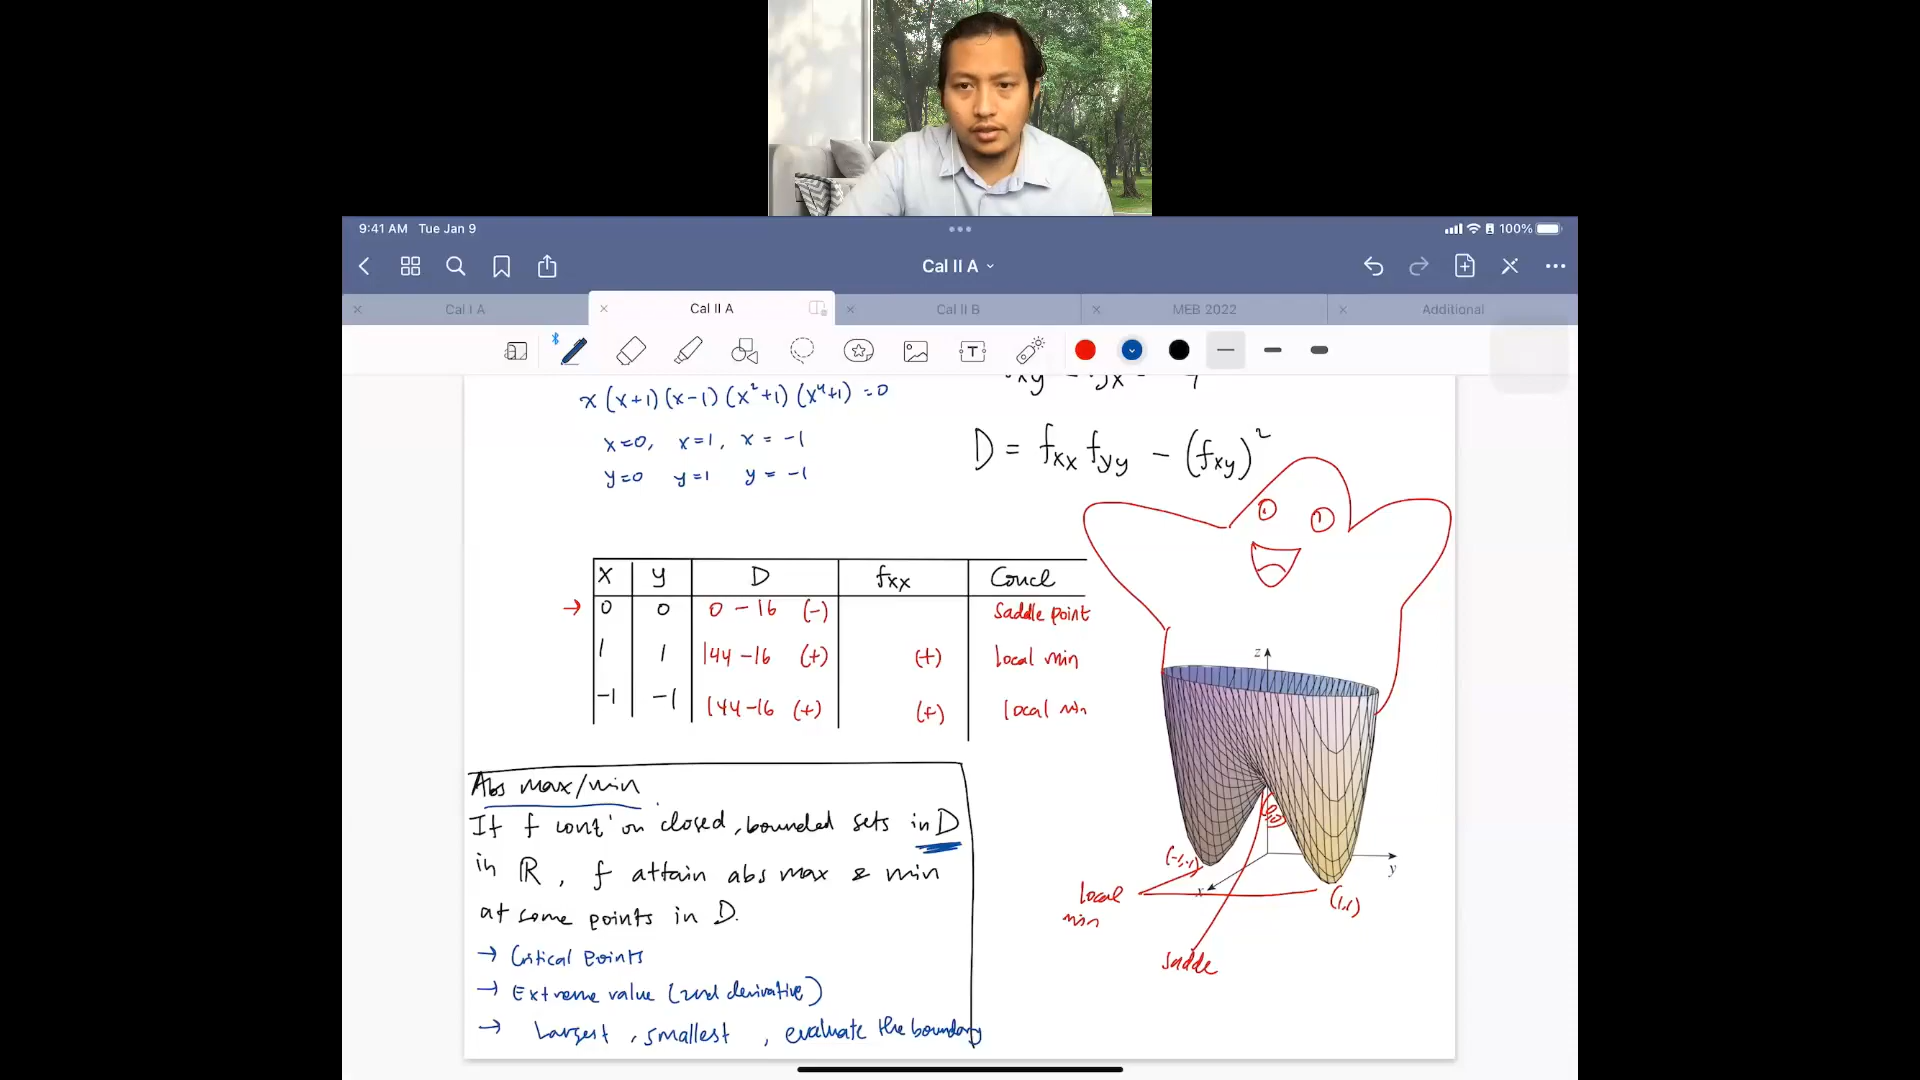 9:41 AM Tue Jan 9
100%
Cal II A
Cal I A
Cal II A
Cal II B
MEB 2022
Additional
T
x(x+1)(x-1)(x²+1)(x⁴+1) = 0
x=0, x=1, x = -1
y=0 y=1 y = -1
D = fxx fyy - (fxy)²
x y D fxx Concl
→ 0 0 0 - 16 (-) Saddle point
1 1 144 - 16 (+) (+) local min
-1 -1 144-16 (+) (+) local min
Abs max/min
If f cont' on closed, bounded sets in D
in ℝ, f attain abs max & min
at some points in D.
→ Critical Points
→ Extreme value (2nd derivative)
→ Largest, smallest, evaluate the boundary
z
y
x
(0,0)
(-1,-1)
(1,1)
local
min
sadde